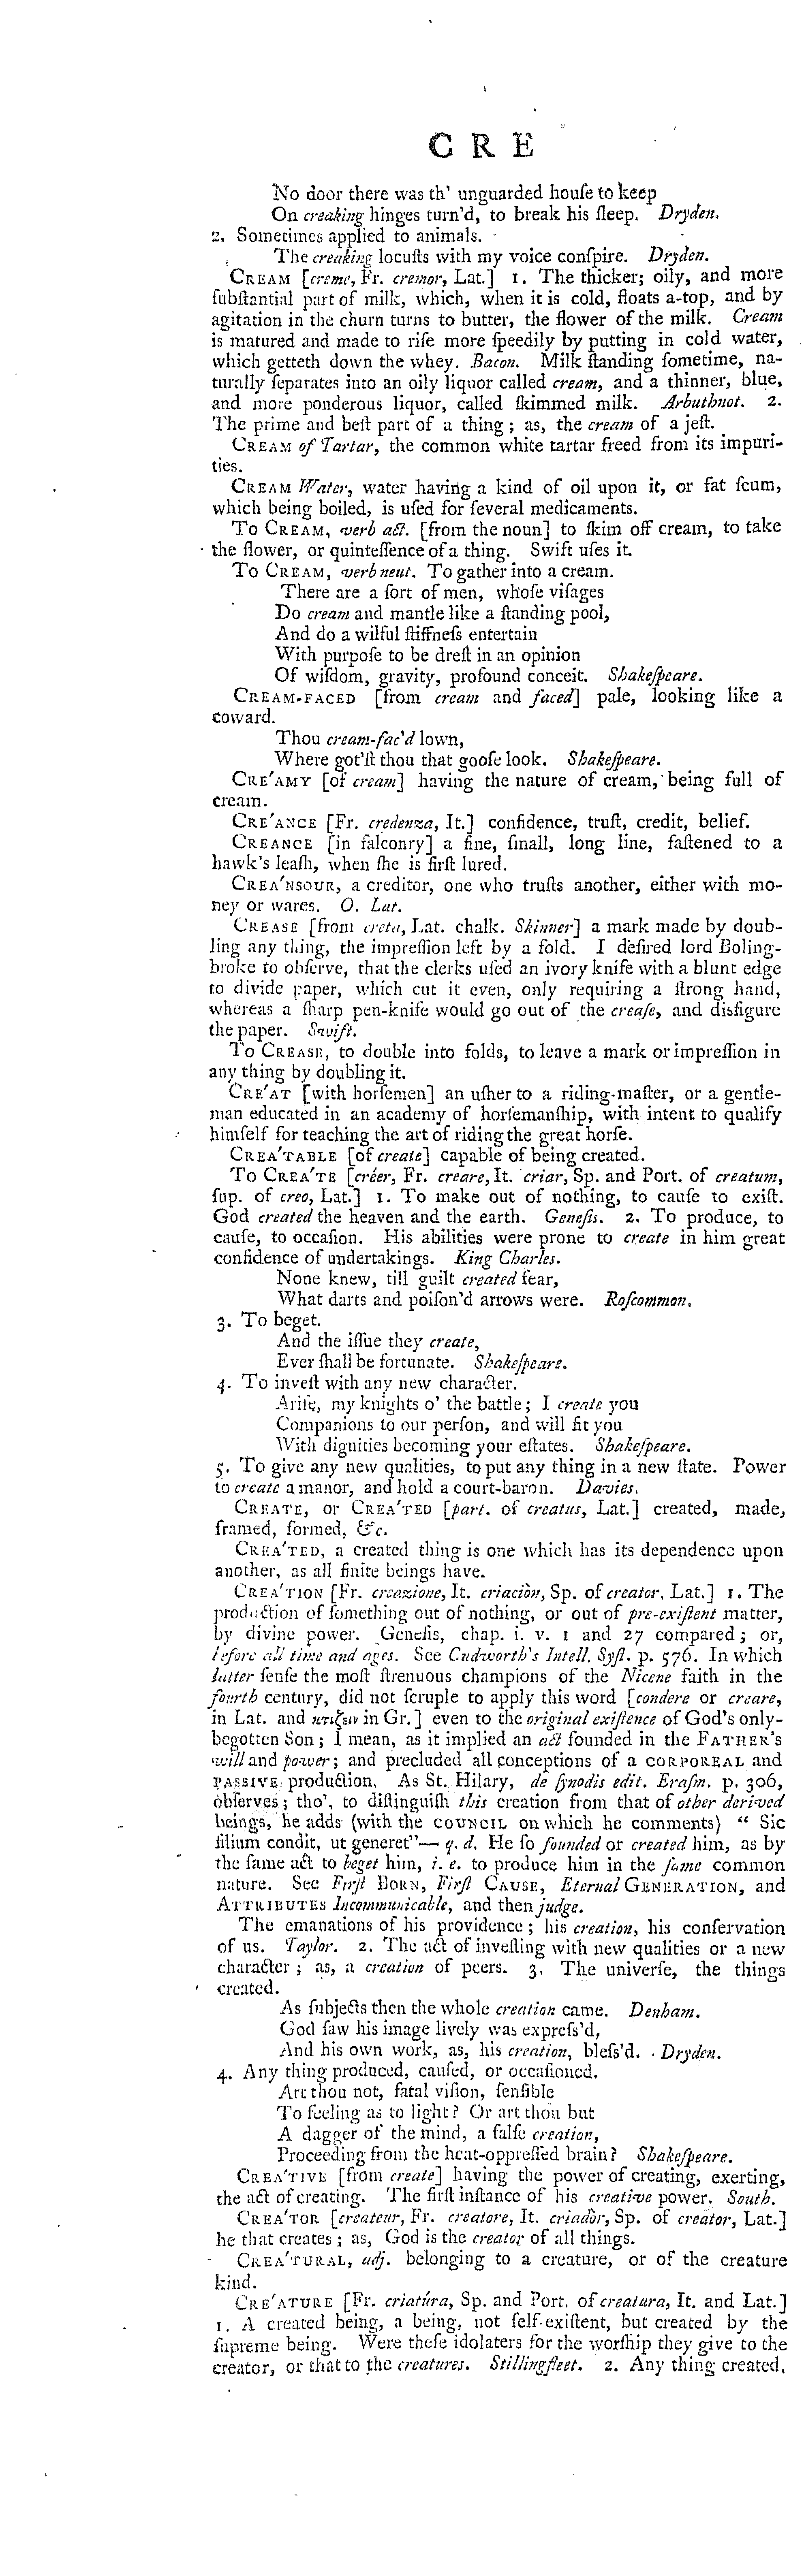 C R E
No door there was th' unguarded houſe to keep
On creaking hinges turn'd, to break his ſleep. Dryden.
2. Sometimes applied to animals.
The creaking locuſts with my voice conſpire. Dryden.
CREAM [creme, Fr. cremor, Lat.] 1. The thicker; oily, and more
ſubſtantial part of milk, which, when it is cold, floats a-top, and by
agitation in the churn turns to butter, the flower of the milk. Cream
is matured and made to riſe more ſpeedily by putting in cold water,
which getteth down the whey. Bacon. Milk ſtanding ſometime, na-
turally ſeparates into an oily liquor called cream, and a thinner, blue,
and more ponderous liquor, called ſkimmed milk. Arbuthnot. 2.
The prime and beſt part of a thing; as, the cream of a jeſt.
CREAM of Tartar, the common white tartar freed from its impuri-
ties.
CREAM Water, water having a kind of oil upon it, or fat ſcum,
which being boiled, is uſed for ſeveral medicaments.
To CREAM, verb act. [from the noun] to ſkim off cream, to take
the flower, or quinteſſence of a thing. Swift uſes it.
To CREAM, verb neut. To gather into a cream.
There are a ſort of men, whoſe viſages
Do cream and mantle like a ſtanding pool,
And do a wilful ſtiffneſs entertain
With purpoſe to be dreſt in an opinion
Of wiſdom, gravity, profound conceit. Shakeſpeare.
CREAM-FACED [from cream and faced] pale, looking like a
coward.
Thou cream-fac'd lown,
Where got'ſt thou that gooſe look. Shakeſpeare.
CRE'AMY [of cream] having the nature of cream, being full of
cream.
CRE'ANCE [Fr. credenza, It.] confidence, truſt, credit, belief.
CREANCE [in falconry] a fine, ſmall, long line, faſtened to a
hawk's leaſh, when ſhe is firſt lured.
CREA'NSOUR, a creditor, one who truſts another, either with mo-
ney or wares. O. Lat.
CREASE [from creta, Lat. chalk. Skinner] a mark made by doub-
ling any thing, the impreſſion left by a fold. I deſired lord Boling-
broke to obſerve, that the clerks uſed an ivory knife with a blunt edge
to divide paper, which cut it even, only requiring a ſtrong hand,
whereas a ſharp pen-knife would go out of the creaſe, and disfigure
the paper. Swift.
To CREASE, to double into folds, to leave a mark or impreſſion in
any thing by doubling it.
CRE'AT [with horſemen] an uſher to a riding-maſter, or a gentle-
man educated in an academy of horſemanſhip, with intent to qualify
himſelf for teaching the art of riding the great horſe.
CREA'TABLE [of create] capable of being created.
To CREA'TE [créer, Fr. creare, It. criar, Sp. and Port. of creatum,
ſup. of creo, Lat.] 1. To make out of nothing, to cauſe to exiſt.
God created the heaven and the earth. Geneſis. 2. To produce, to
cauſe, to occaſion. His abilities were prone to create in him great
confidence of undertakings. King Charles.
None knew, till guilt created fear,
What darts and poiſon'd arrows were. Roſcommon.
3. To beget.
And the iſſue they create,
Ever ſhall be fortunate. Shakeſpeare.
4. To inveſt with any new character.
Ariſe, my knights o' the battle; I create you
Companions to our perſon, and will fit you
With dignities becoming your eſtates. Shakeſpeare.
5. To give any new qualities, to put any thing in a new ſtate. Power
to create a manor, and hold a court-baron. Davies.
CREATE, or CREA'TED [part. of creatus, Lat.] created, made,
framed, formed, &c.
CREA'TED, a created thing is one which has its dependence upon
another, as all finite beings have.
CREA'TION [Fr. creazione, It. criaciòn, Sp. of creator, Lat.] 1. The
production of ſomething out of nothing, or out of pre-exiſtent matter,
by divine power. Geneſis, chap. i. v. 1 and 27 compared; or,
before all time and ages. See Cudworth's Intell. Syſt. p. 576. In which
latter ſenſe the moſt ſtrenuous champions of the Nicene faith in the
fourth century, did not ſcruple to apply this word [condere or creare,
in Lat. and κτιζειν in Gr.] even to the original exiſtence of God's only-
begotten Son; I mean, as it implied an act founded in the FATHER's
will and power; and precluded all conceptions of a CORPOREAL and
PASSIVE production. As St. Hilary, de ſynodis edit. Eraſm. p. 306,
obſerves; tho', to diſtinguiſh this creation from that of other derived
beings, he adds (with the COUNCIL on which he comments) " Sic
filium condit, ut generet"— q. d. He ſo founded or created him, as by
the ſame act to beget him, i. e. to produce him in the ſame common
nature. See Firſt BORN, Firſt CAUSE, Eternal GENERATION, and
ATTRIBUTES Incommunicable, and then judge.
The emanations of his providence; his creation, his conſervation
of us. Taylor. 2. The act of inveſting with new qualities or a new
character; as, a creation of peers. 3. The univerſe, the things
created.
As ſubjects then the whole creation came. Denham.
God ſaw his image lively was expreſs'd,
And his own work, as, his creation, bleſs'd. Dryden.
4. Any thing produced, cauſed, or occaſioned.
Art thou not, fatal viſion, ſenſible
To feeling as to light? Or art thou but
A dagger of the mind, a falſe creation,
Proceeding from the heat-oppreſſed brain? Shakeſpeare.
CREA'TIVE [from create] having the power of creating, exerting,
the act of creating. The firſt inſtance of his creative power. South.
CREA'TOR [createur, Fr. creatore, It. criadòr, Sp. of creator, Lat.]
he that creates; as, God is the creator of all things.
CREA'TURAL, adj. belonging to a creature, or of the creature
kind.
CRE'ATURE [Fr. criatúra, Sp. and Port. of creatura, It. and Lat.]
1. A created being, a being, not ſelf-exiſtent, but created by the
ſupreme being. Were theſe idolaters for the worſhip they give to the
creator, or that to the creatures. Stillingfleet. 2. Any thing created.